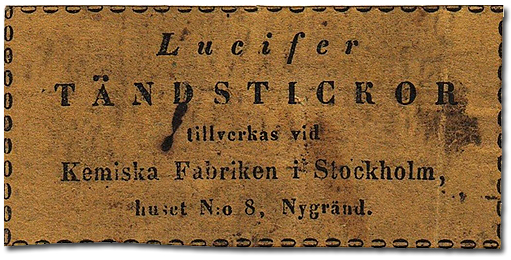 Lucifer
TÄNDSTICKOR
tillverkas vid
Kemiska Fabriken i Stockholm,
huset N:o 8, Nygränd.